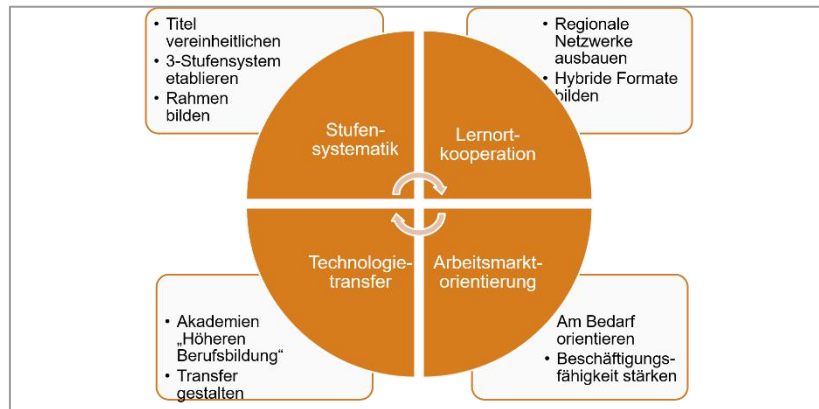 • Titel
vereinheitlichen
• 3-Stufensystem
etablieren
• Rahmen
bilden
• Regionale
Netzwerke
ausbauen
• Hybride Formate
bilden
Stufen-
systematik
Lernort-
kooperation
Technologie-
transfer
Arbeitsmarkt-
orientierung
• Akademien
„Höheren
Berufsbildung“
• Transfer
gestalten
Am Bedarf
orientieren
• Beschäftigungs-
fähigkeit stärken